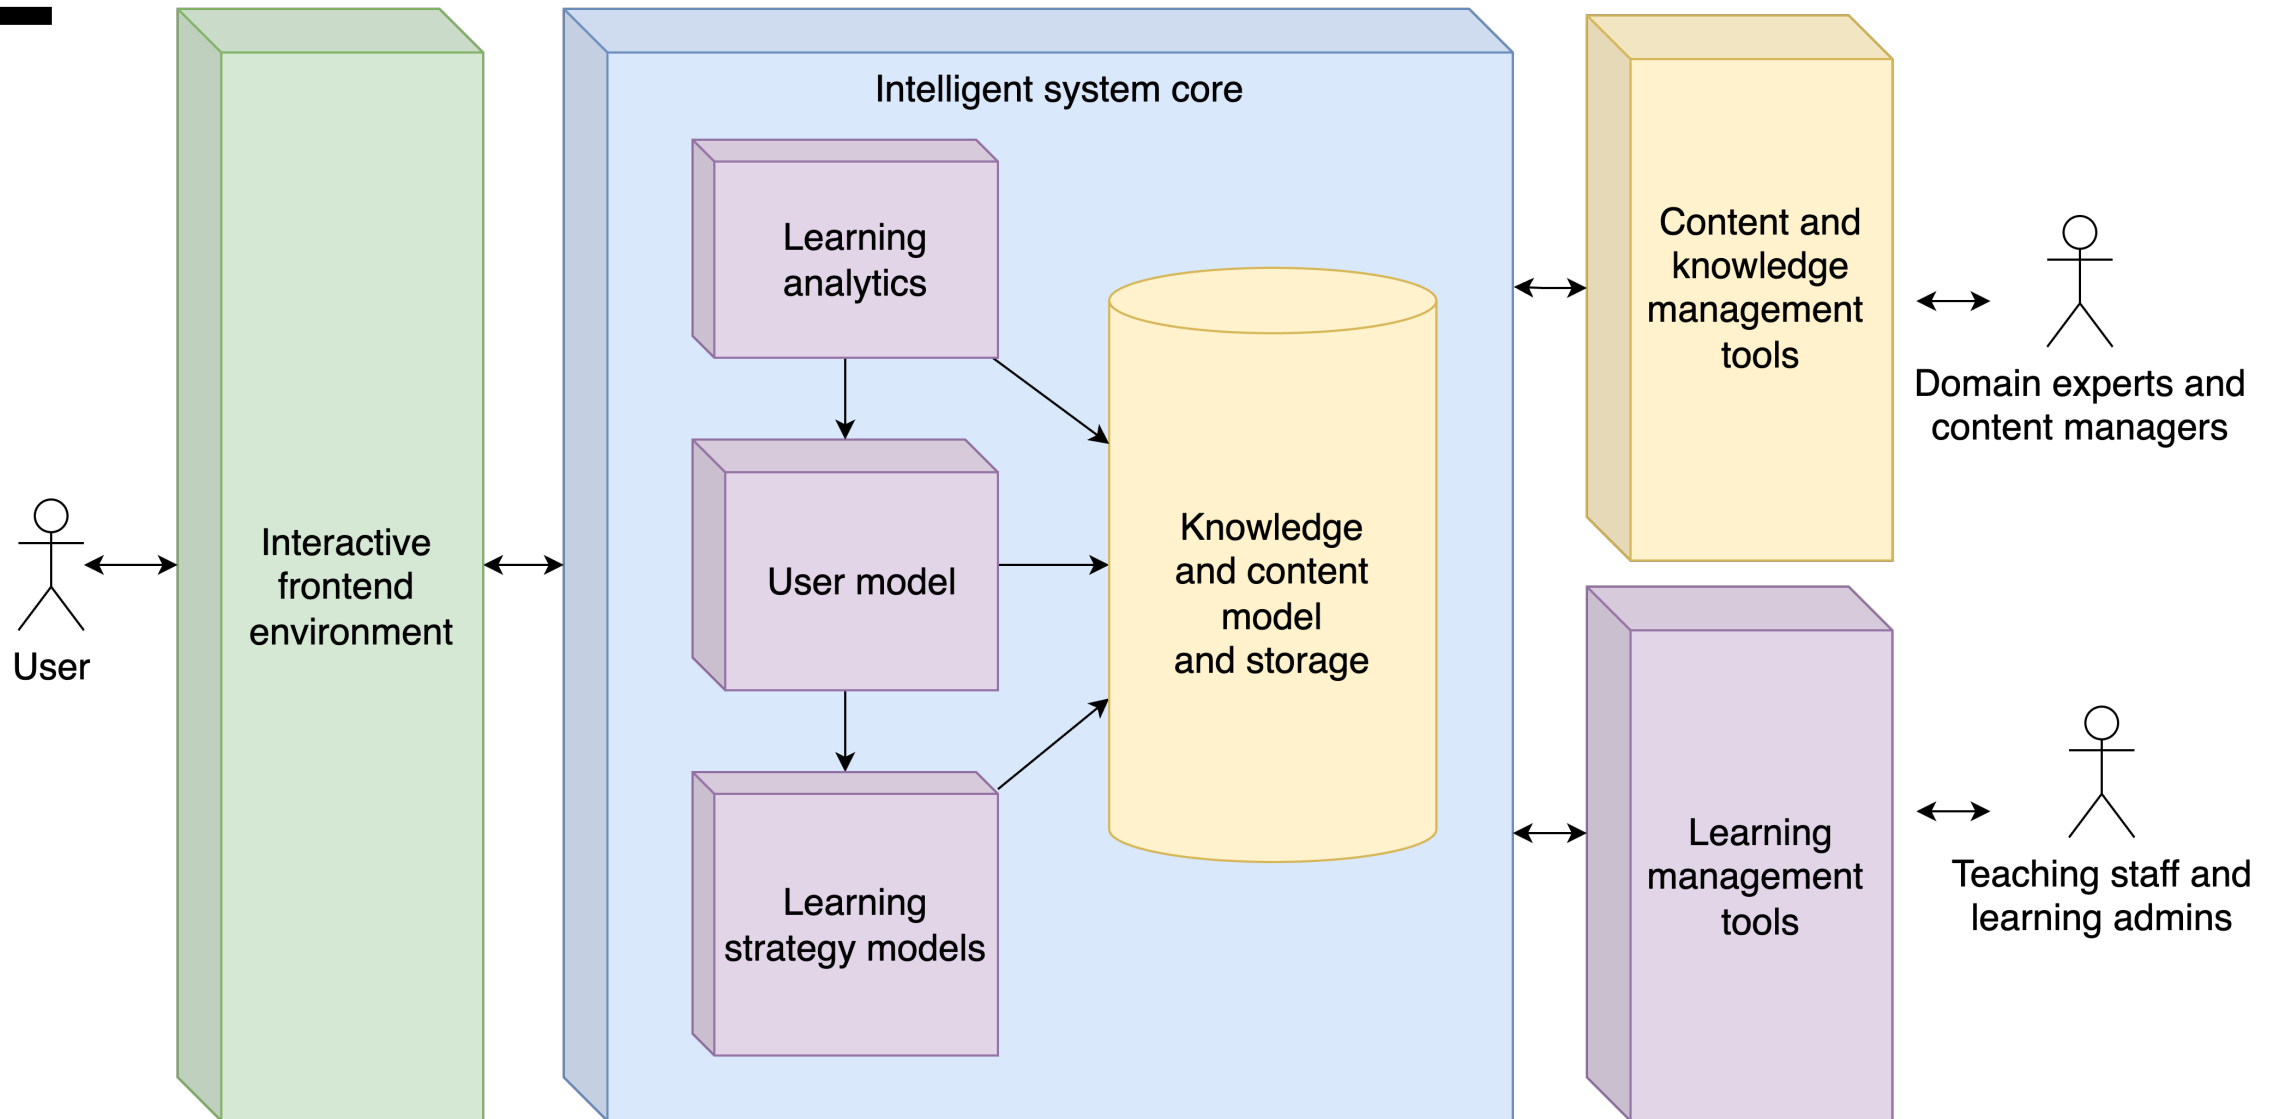 Intelligent system core
Learning
analytics
User model
Learning
strategy models
Knowledge
and content
model
and storage
Interactive
frontend
environment
User
Content and
knowledge
management
tools
Domain experts and
content managers
Learning
management
tools
Teaching staff and
learning admins